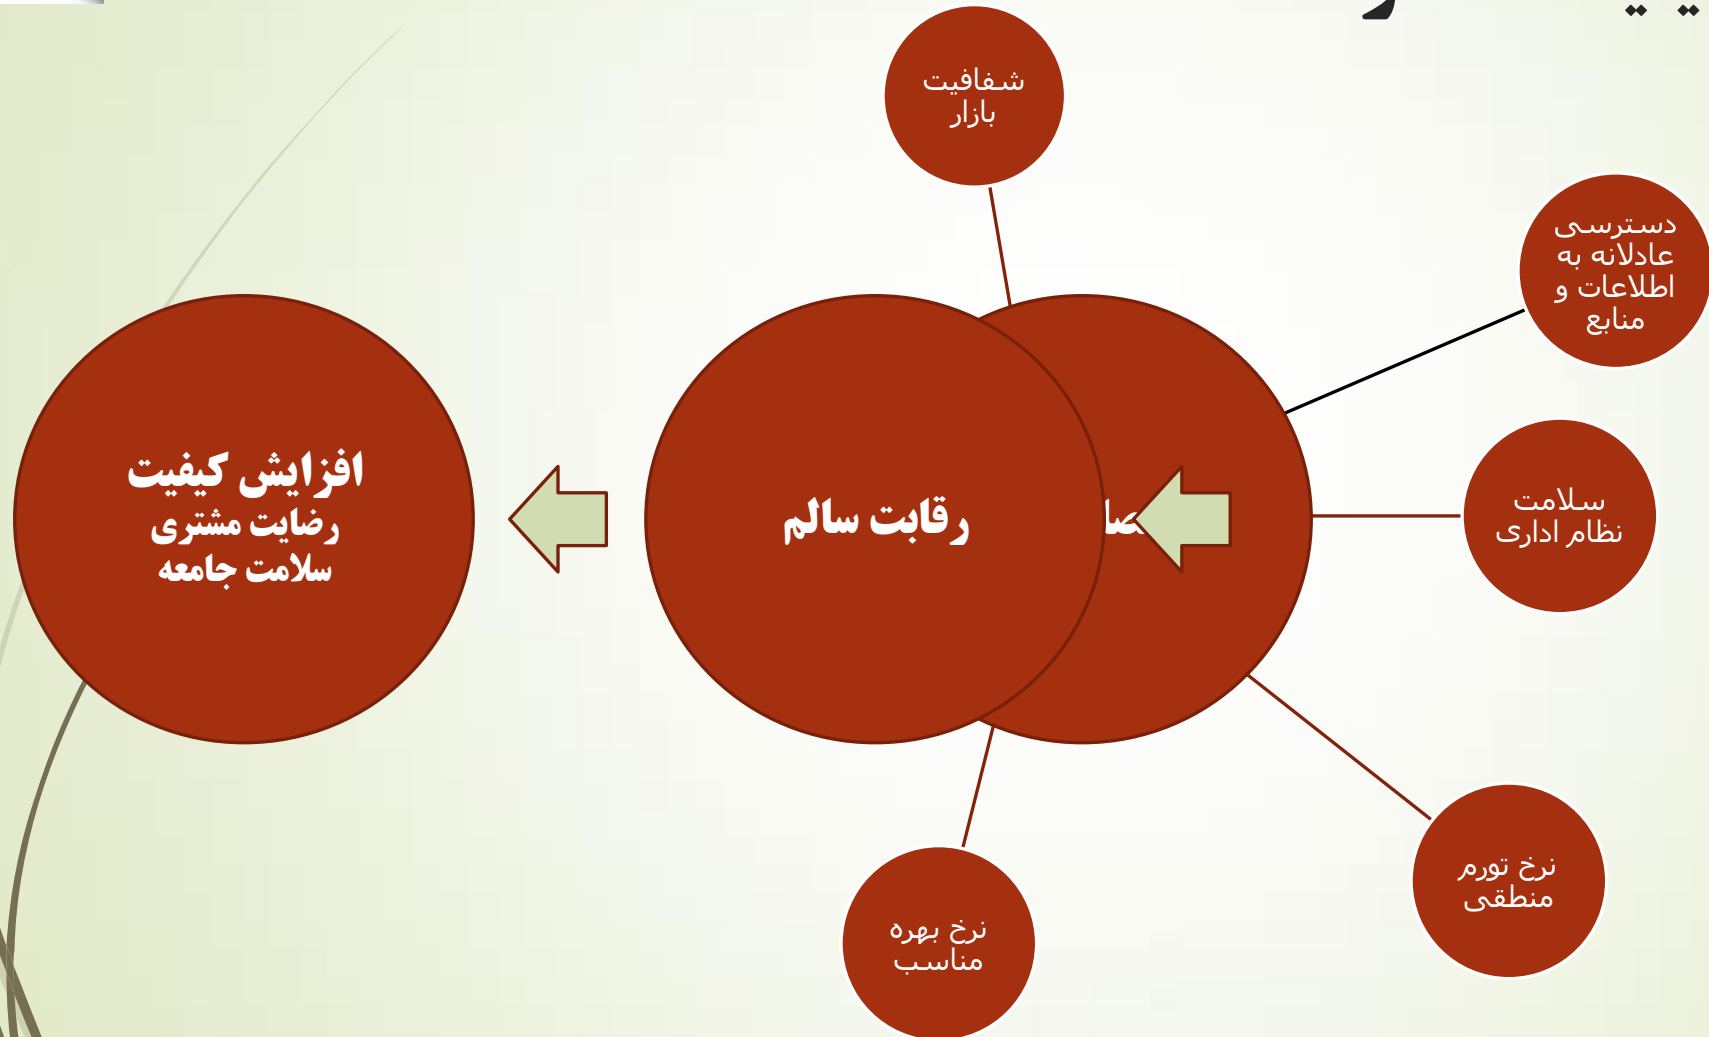 شفافیت
بازار
دسترسی
عادلانه به
اطلاعات و
منابع
سلامت
نظام اداری
نرخ تورم
منطقی
نرخ بهره
مناسب
رقابت سالم
افزایش کیفیت
رضایت مشتری
سلامت جامعه